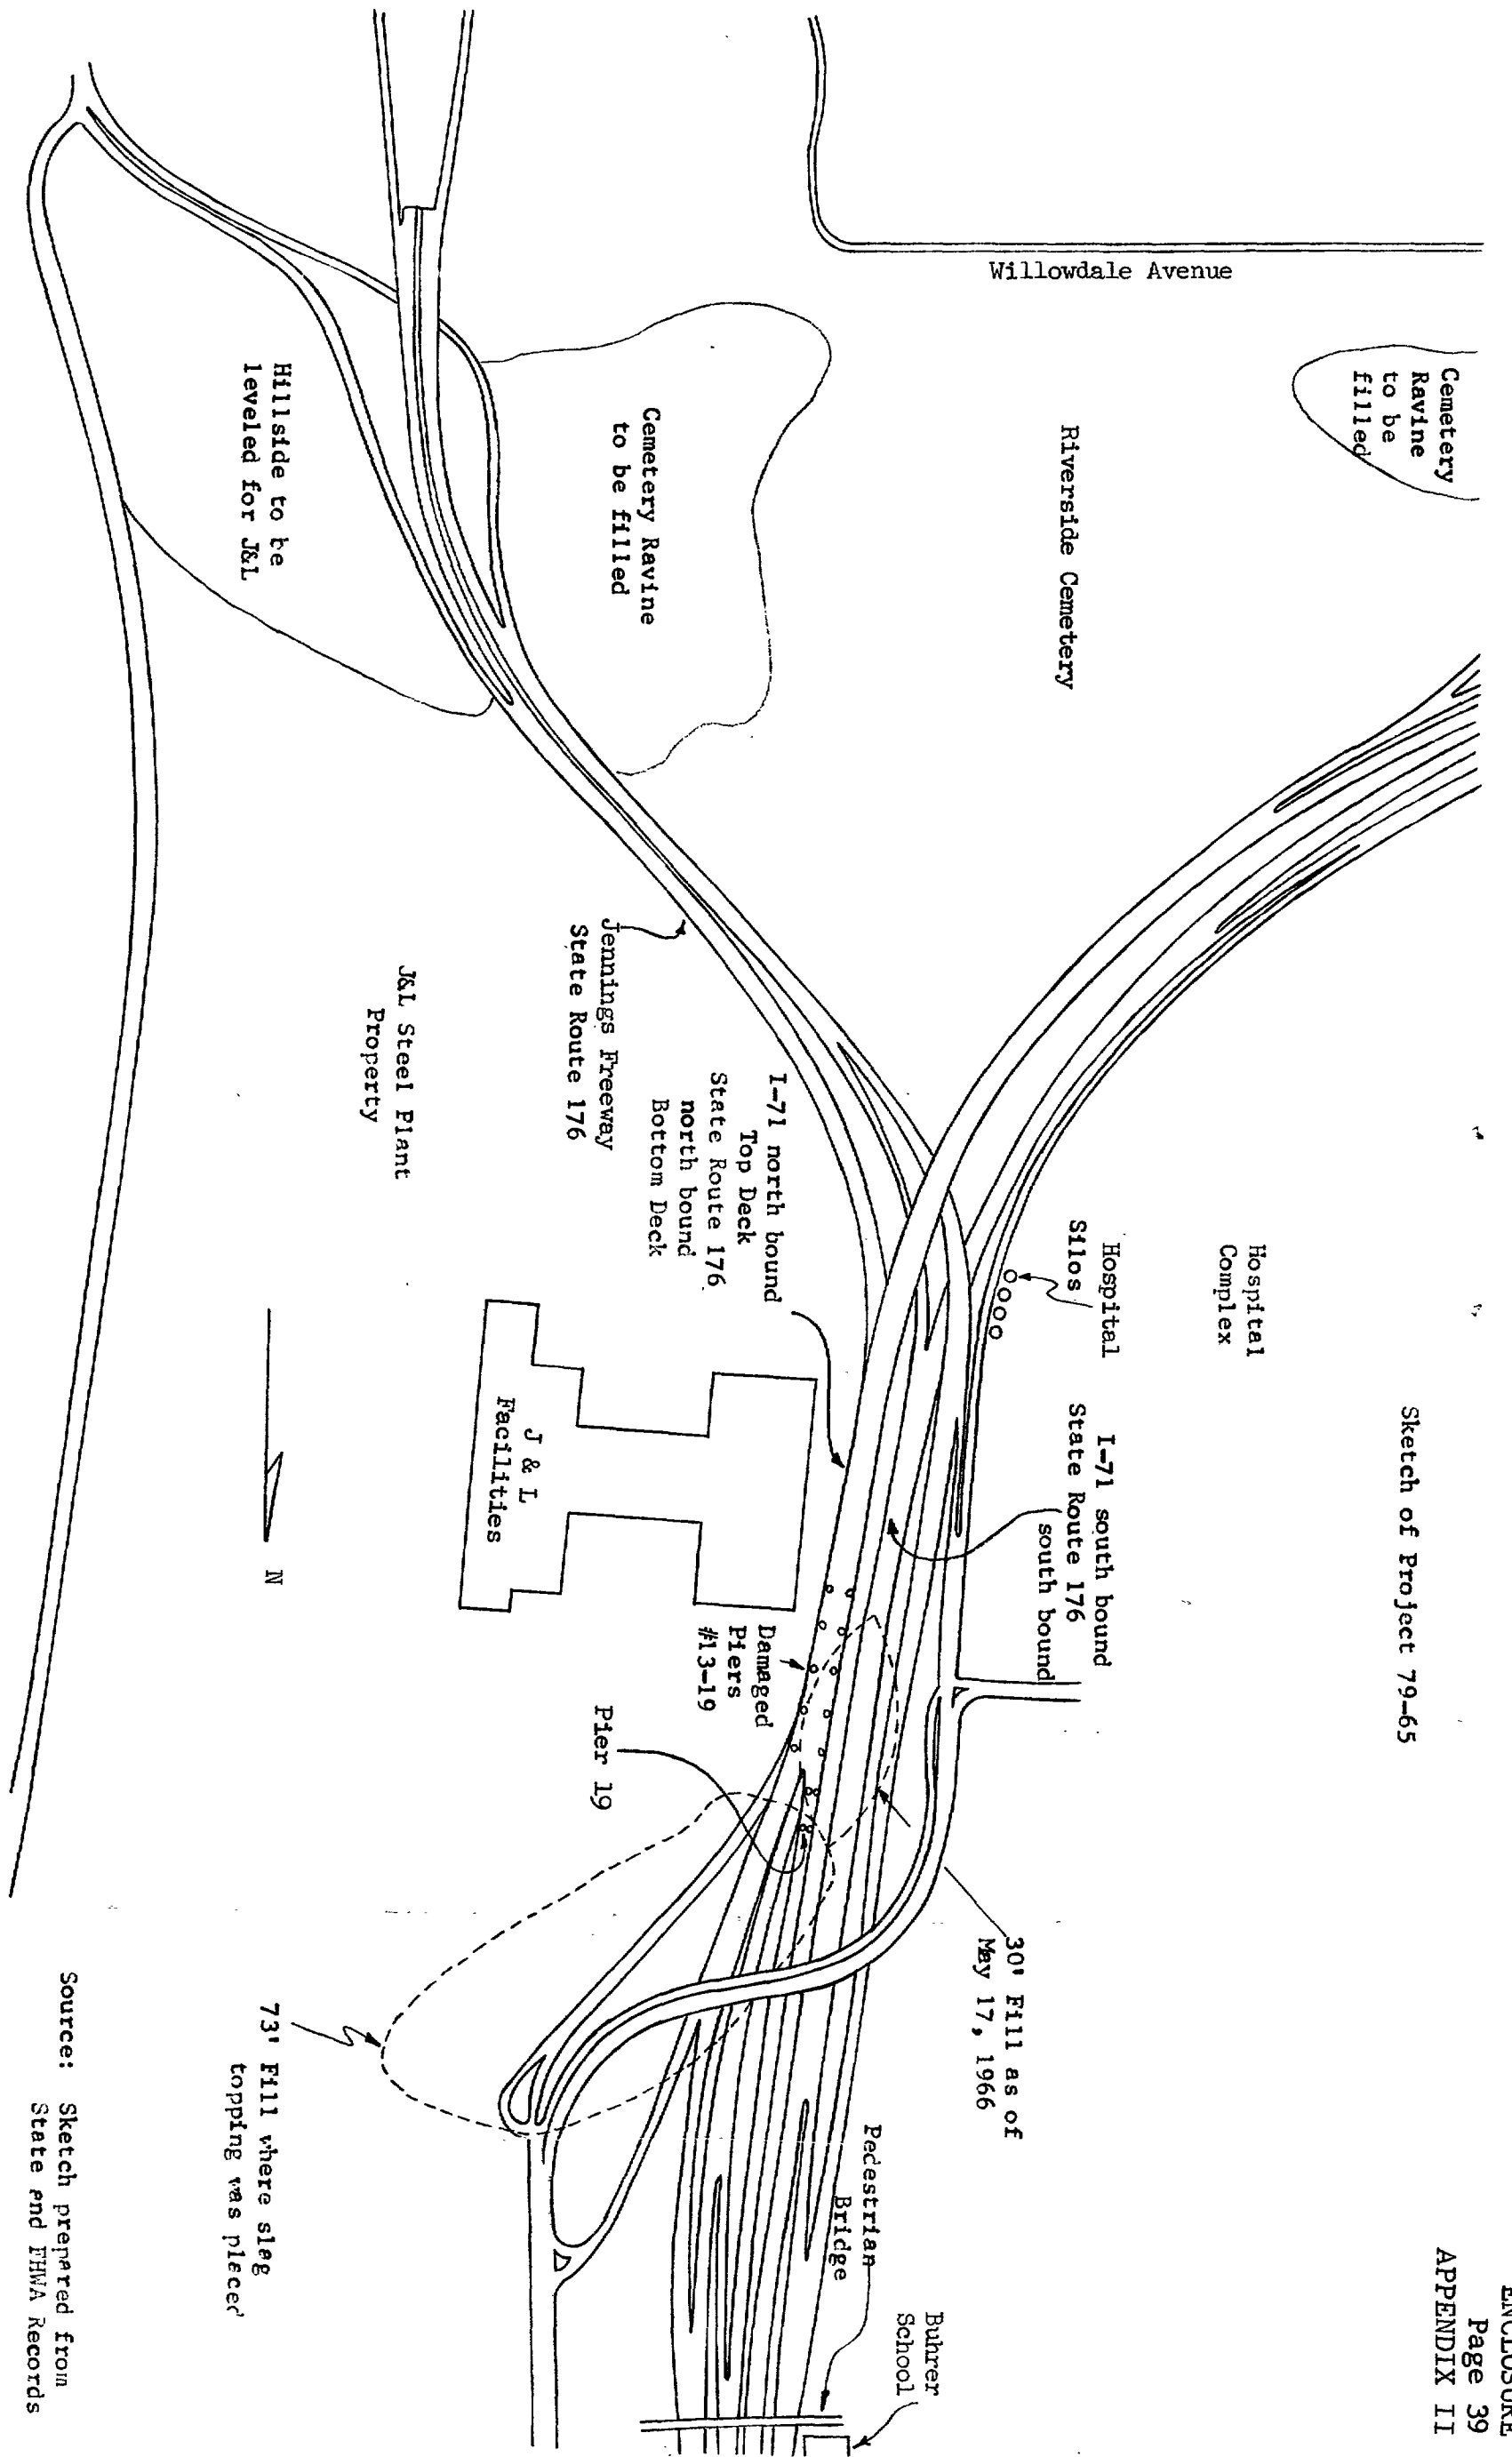 ENCLOSURE
Page 39
APPENDIX II
Sketch of Project 79-65
Willowdale Avenue
Cemetery
Ravine
to be
filled
Riverside Cemetery
Hospital
Complex
Hospital
Silos
I-71 south bound
State Route 176
south bound
Cemetery Ravine
to be filled
Hillside to be
leveled for J&L
Jennings Freeway
State Route 176
I-71 north bound
Top Deck
State Route 176
north bound
Bottom Deck
J&L Steel Plant
Property
J & L
Facilities
N
Damaged
Piers
#13-19
Pier 19
30' Fill as of
May 17, 1966
Pedestrian
Bridge
Buhrer
School
73' Fill where slag
topping was placed
Source: Sketch prepared from
State and FHWA Records